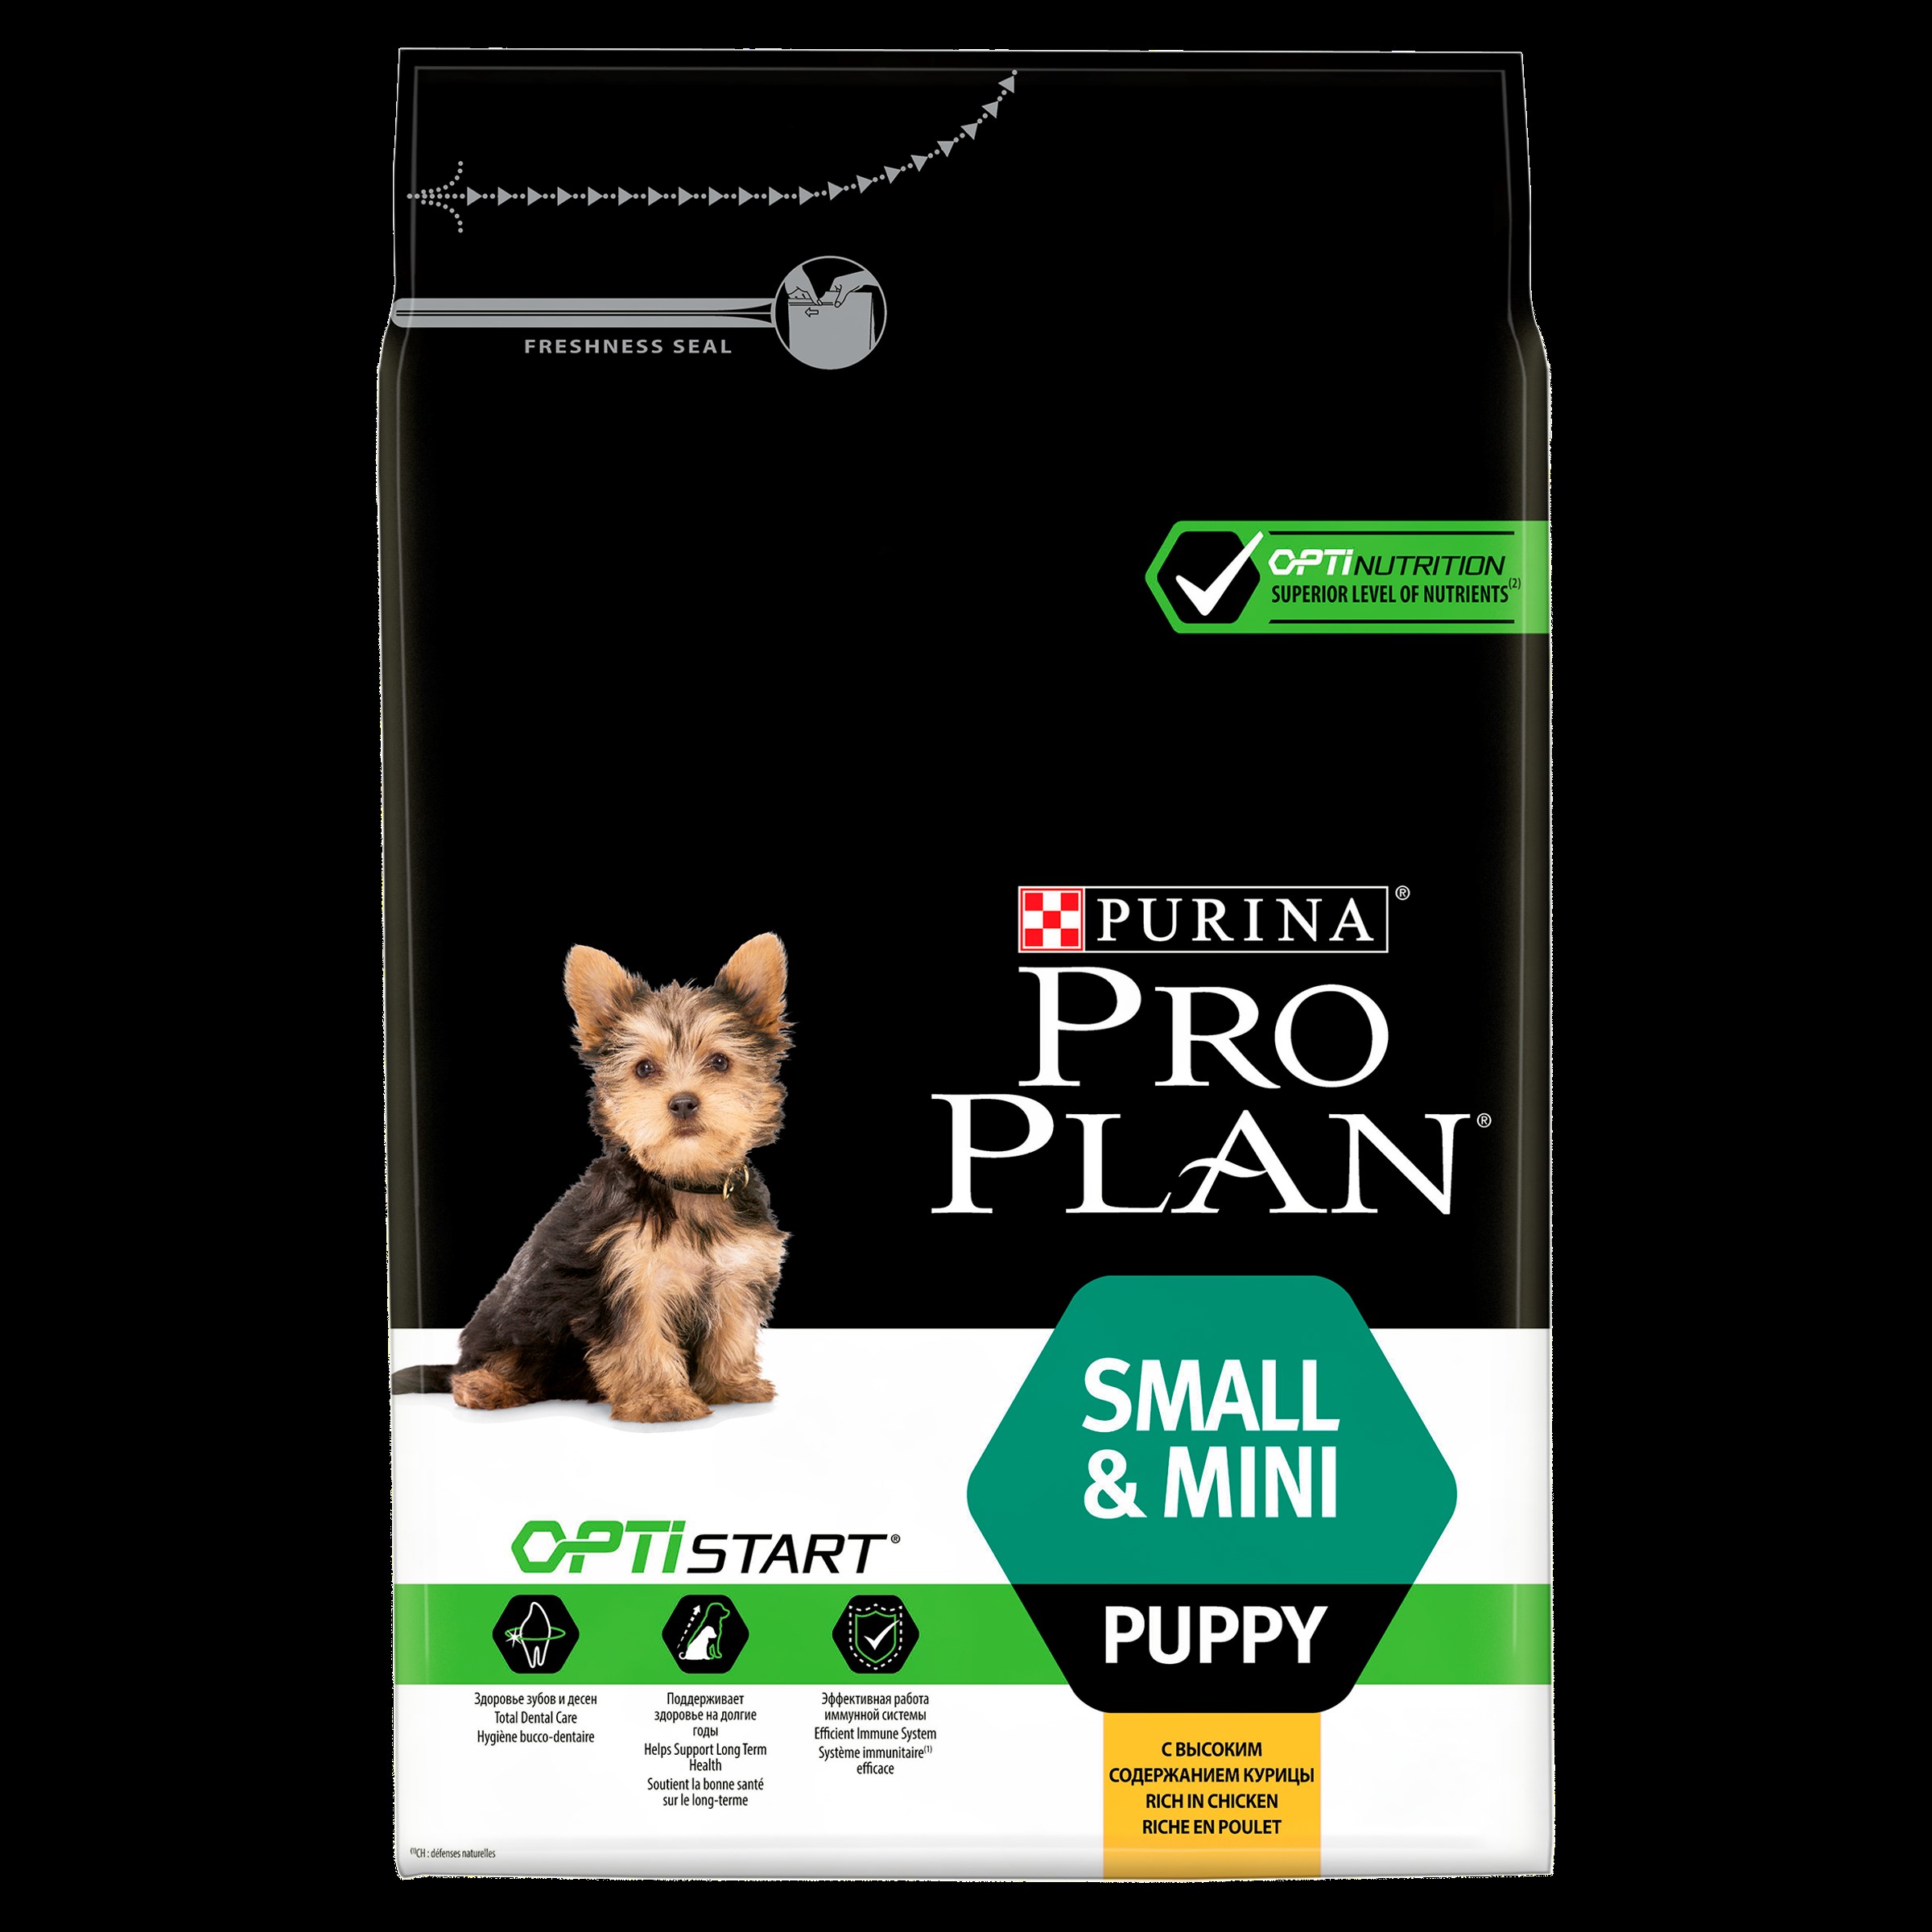 FRESHNESS SEAL
OPTiNUTRITION
SUPERIOR LEVEL OF NUTRIENTS(2)
PURINA®
PRO
PLAN®
SMALL
& MINI
PUPPY
OPTiSTART®
Здоровье зубов и десен
Total Dental Care
Hygiène bucco-dentaire
Поддерживает
здоровье на долгие
годы
Helps Support Long Term
Health
Soutient la bonne santé
sur le long-terme
Эффективная работа
иммунной системы
Efficient Immune System
Système immunitaire(1)
efficace
С ВЫСОКИМ
СОДЕРЖАНИЕМ КУРИЦЫ
RICH IN CHICKEN
RICHE EN POULET
(1)CH : défenses naturelles